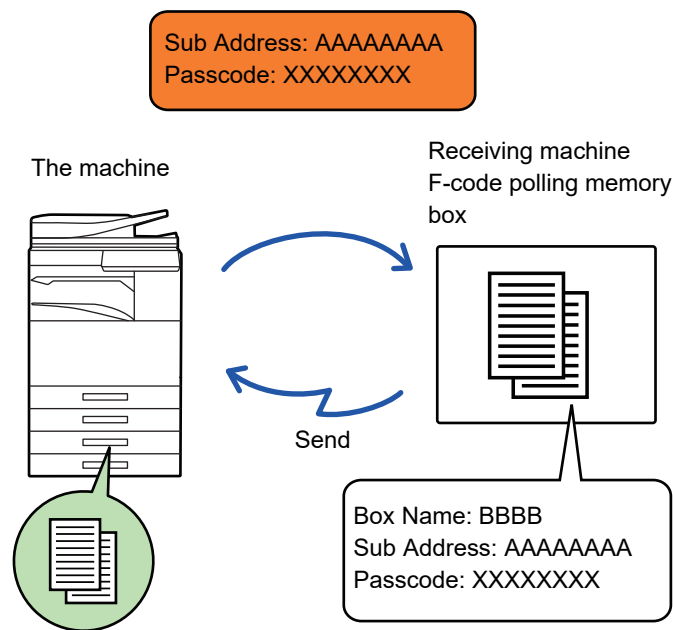 Sub Address: AAAAAAAA
Passcode: XXXXXXXX
The machine
Receiving machine
F-code polling memory
box
Send
Box Name: BBBB
Sub Address: AAAAAAAA
Passcode: XXXXXXXX